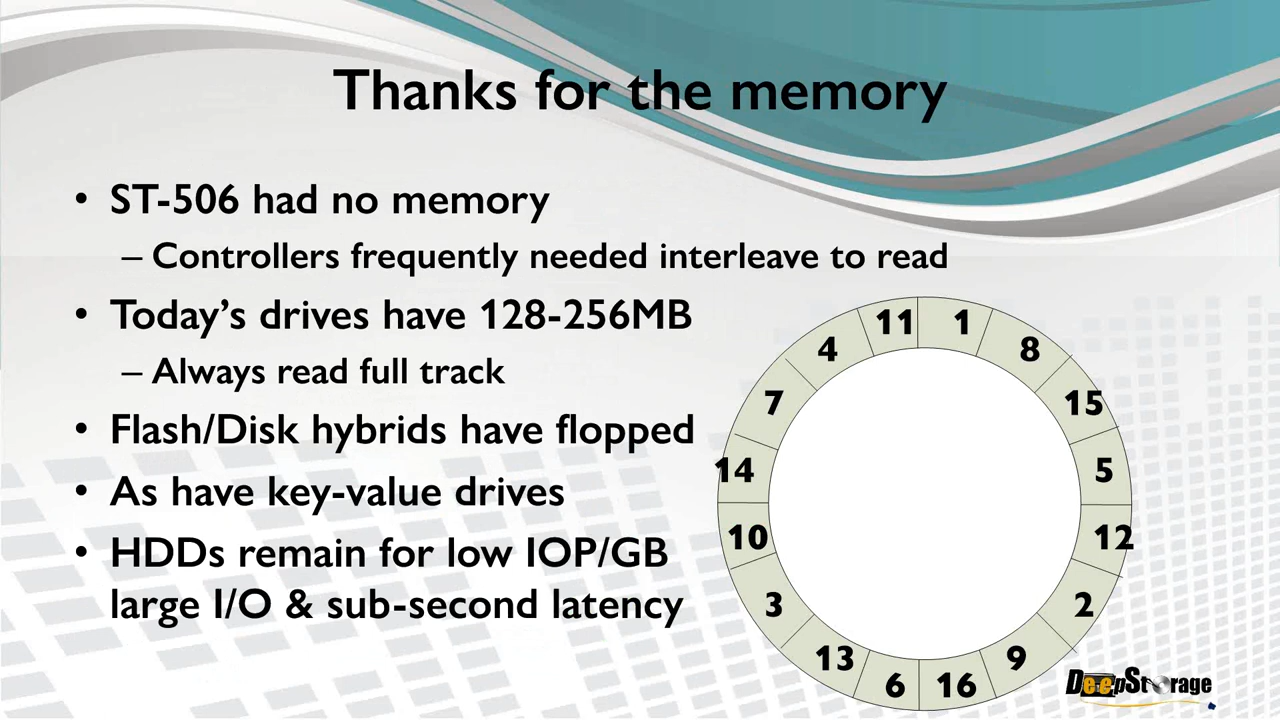 Thanks for the memory
• ST-506 had no memory
– Controllers frequently needed interleave to read
• Today’s drives have 128-256MB
– Always read full track
• Flash/Disk hybrids have flopped
• As have key-value drives
• HDDs remain for low IOP/GB
large I/O & sub-second latency
1
8
15
5
12
2
9
16
6
13
3
10
14
7
4
11
DeepStorage